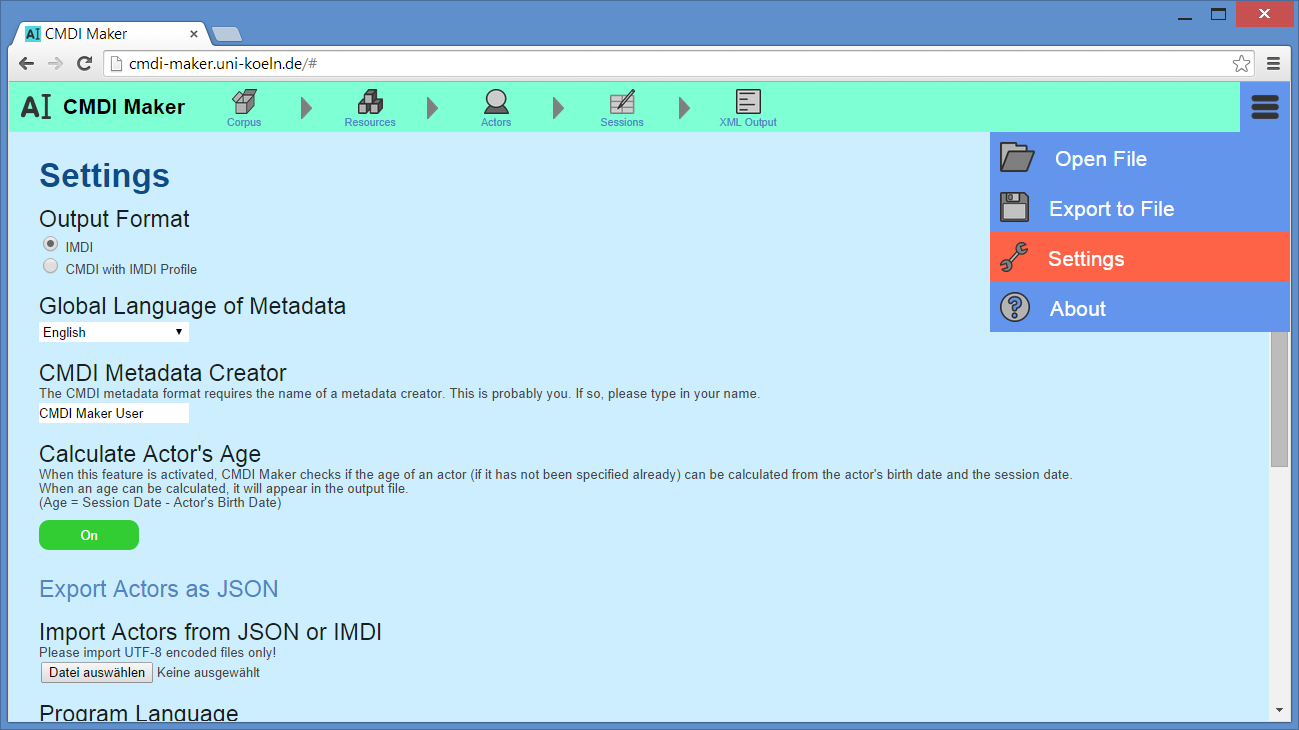 AI CMDI Maker
cmdi-maker.uni-koeln.de/#
AI CMDI Maker
Corpus
Resources
Actors
Sessions
XML Output
Open File
Export to File
Settings
About
Settings
Output Format
IMDI
CMDI with IMDI Profile
Global Language of Metadata
English
CMDI Metadata Creator
The CMDI metadata format requires the name of a metadata creator. This is probably you. If so, please type in your name.
CMDI Maker User
Calculate Actor's Age
When this feature is activated, CMDI Maker checks if the age of an actor (if it has not been specified already) can be calculated from the actor's birth date and the session date.
When an age can be calculated, it will appear in the output file.
(Age = Session Date - Actor's Birth Date)
On
Export Actors as JSON
Import Actors from JSON or IMDI
Please import UTF-8 encoded files only!
Datei auswählen Keine ausgewählt
Program Language